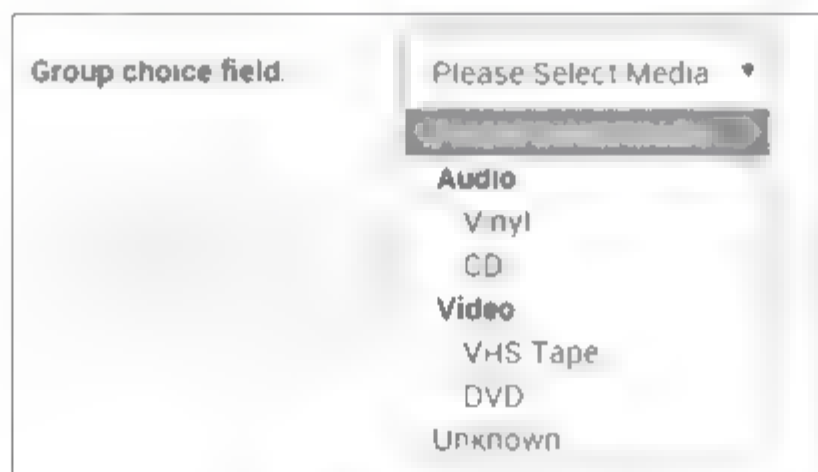 Group choice field.
Please Select Media
Audio
Vinyl
CD
Video
VHS Tape
DVD
Unknown